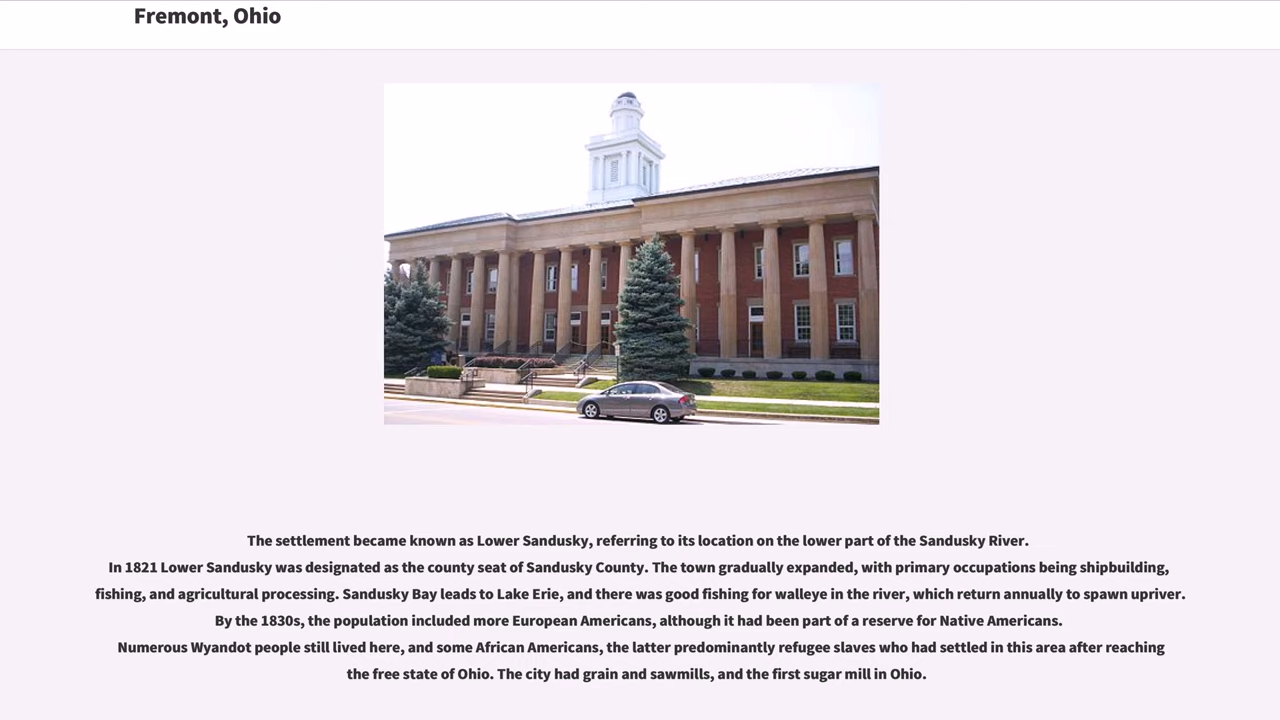 Fremont, Ohio
The settlement became known as Lower Sandusky, referring to its location on the lower part of the Sandusky River.
In 1821 Lower Sandusky was designated as the county seat of Sandusky County. The town gradually expanded, with primary occupations being shipbuilding,
fishing, and agricultural processing. Sandusky Bay leads to Lake Erie, and there was good fishing for walleye in the river, which return annually to spawn upriver.
By the 1830s, the population included more European Americans, although it had been part of a reserve for Native Americans.
Numerous Wyandot people still lived here, and some African Americans, the latter predominantly refugee slaves who had settled in this area after reaching
the free state of Ohio. The city had grain and sawmills, and the first sugar mill in Ohio.